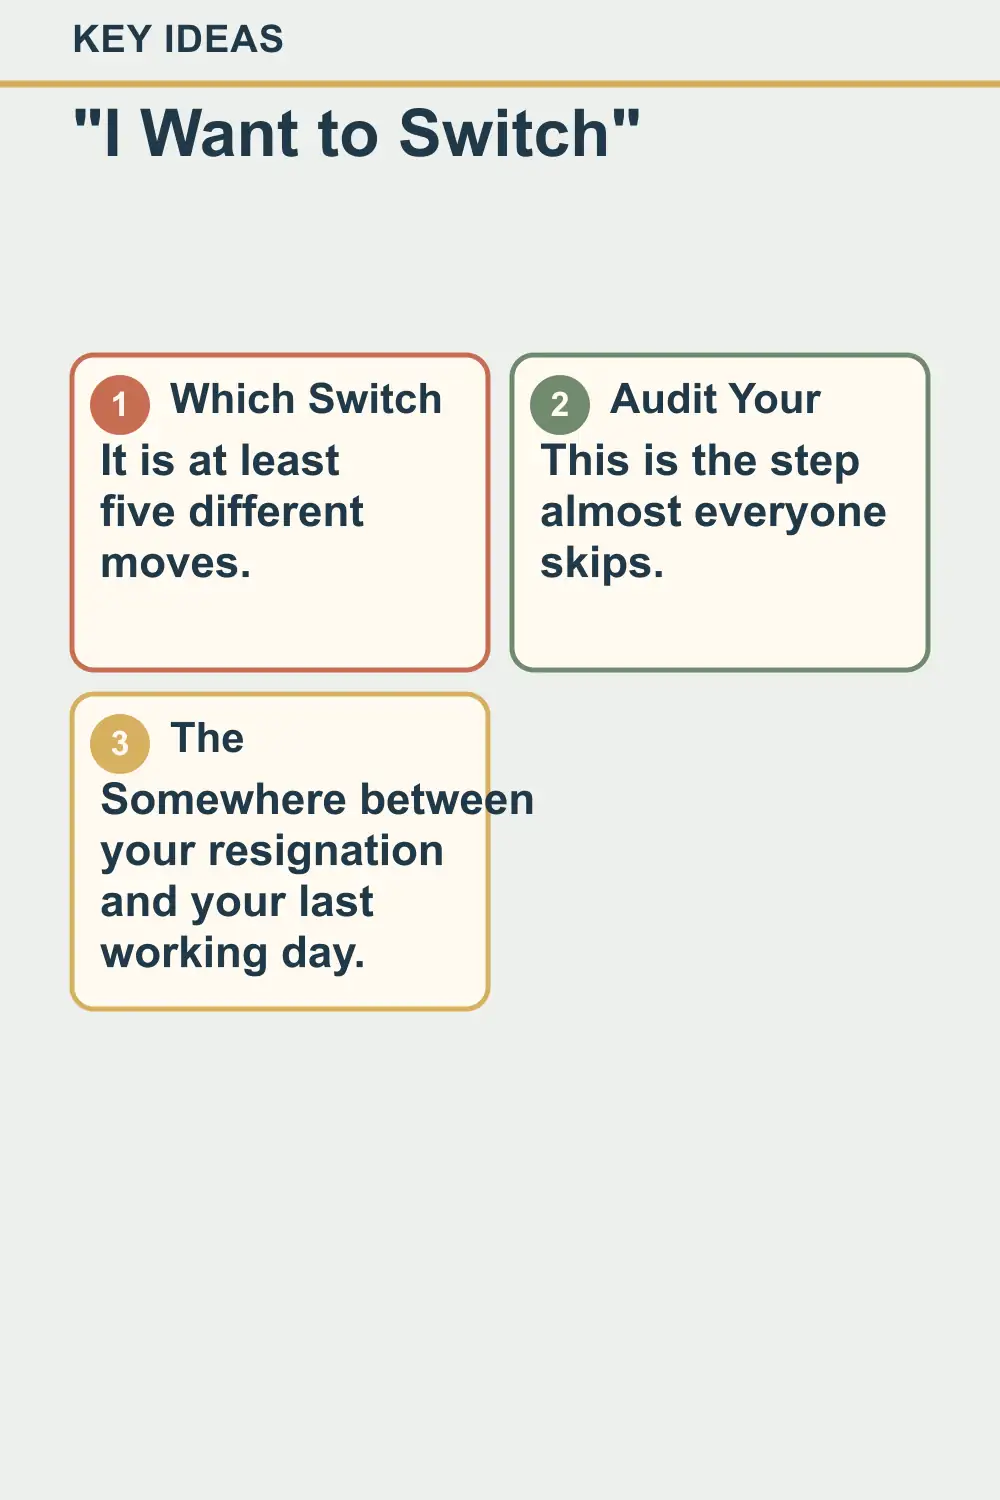 KEY IDEAS
"I Want to Switch"
1 Which Switch
It is at least
five different
moves.
2 Audit Your
This is the step
almost everyone
skips.
3 The
Somewhere between
your resignation
and your last
working day.